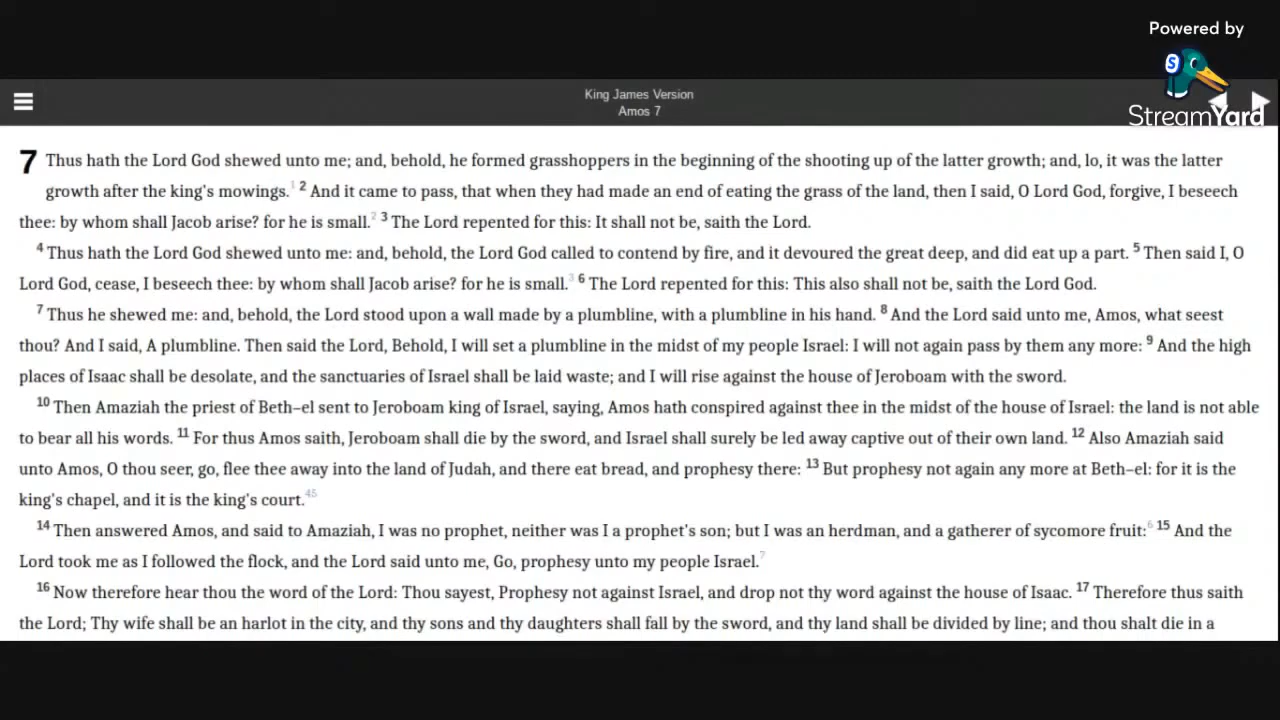 Powered by
StreamYard
King James Version
Amos 7
7 Thus hath the Lord God shewed unto me; and, behold, he formed grasshoppers in the beginning of the shooting up of the latter growth; and, lo, it was the latter
growth after the king's mowings.1 2 And it came to pass, that when they had made an end of eating the grass of the land, then I said, O Lord God, forgive, I beseech
thee: by whom shall Jacob arise? for he is small.2 3 The Lord repented for this: It shall not be, saith the Lord.
4 Thus hath the Lord God shewed unto me: and, behold, the Lord God called to contend by fire, and it devoured the great deep, and did eat up a part. 5 Then said I, O
Lord God, cease, I beseech thee: by whom shall Jacob arise? for he is small.3 6 The Lord repented for this: This also shall not be, saith the Lord God.
7 Thus he shewed me: and, behold, the Lord stood upon a wall made by a plumbline, with a plumbline in his hand. 8 And the Lord said unto me, Amos, what seest
thou? And I said, A plumbline. Then said the Lord, Behold, I will set a plumbline in the midst of my people Israel: I will not again pass by them any more: 9 And the high
places of Isaac shall be desolate, and the sanctuaries of Israel shall be laid waste; and I will rise against the house of Jeroboam with the sword.
10 Then Amaziah the priest of Beth–el sent to Jeroboam king of Israel, saying, Amos hath conspired against thee in the midst of the house of Israel: the land is not able
to bear all his words. 11 For thus Amos saith, Jeroboam shall die by the sword, and Israel shall surely be led away captive out of their own land. 12 Also Amaziah said
unto Amos, O thou seer, go, flee thee away into the land of Judah, and there eat bread, and prophesy there: 13 But prophesy not again any more at Beth–el: for it is the
king's chapel, and it is the king's court.45
14 Then answered Amos, and said to Amaziah, I was no prophet, neither was I a prophet's son; but I was an herdman, and a gatherer of sycomore fruit:6 15 And the
Lord took me as I followed the flock, and the Lord said unto me, Go, prophesy unto my people Israel.7
16 Now therefore hear thou the word of the Lord: Thou sayest, Prophesy not against Israel, and drop not thy word against the house of Isaac. 17 Therefore thus saith
the Lord; Thy wife shall be an harlot in the city, and thy sons and thy daughters shall fall by the sword, and thy land shall be divided by line; and thou shalt die in a